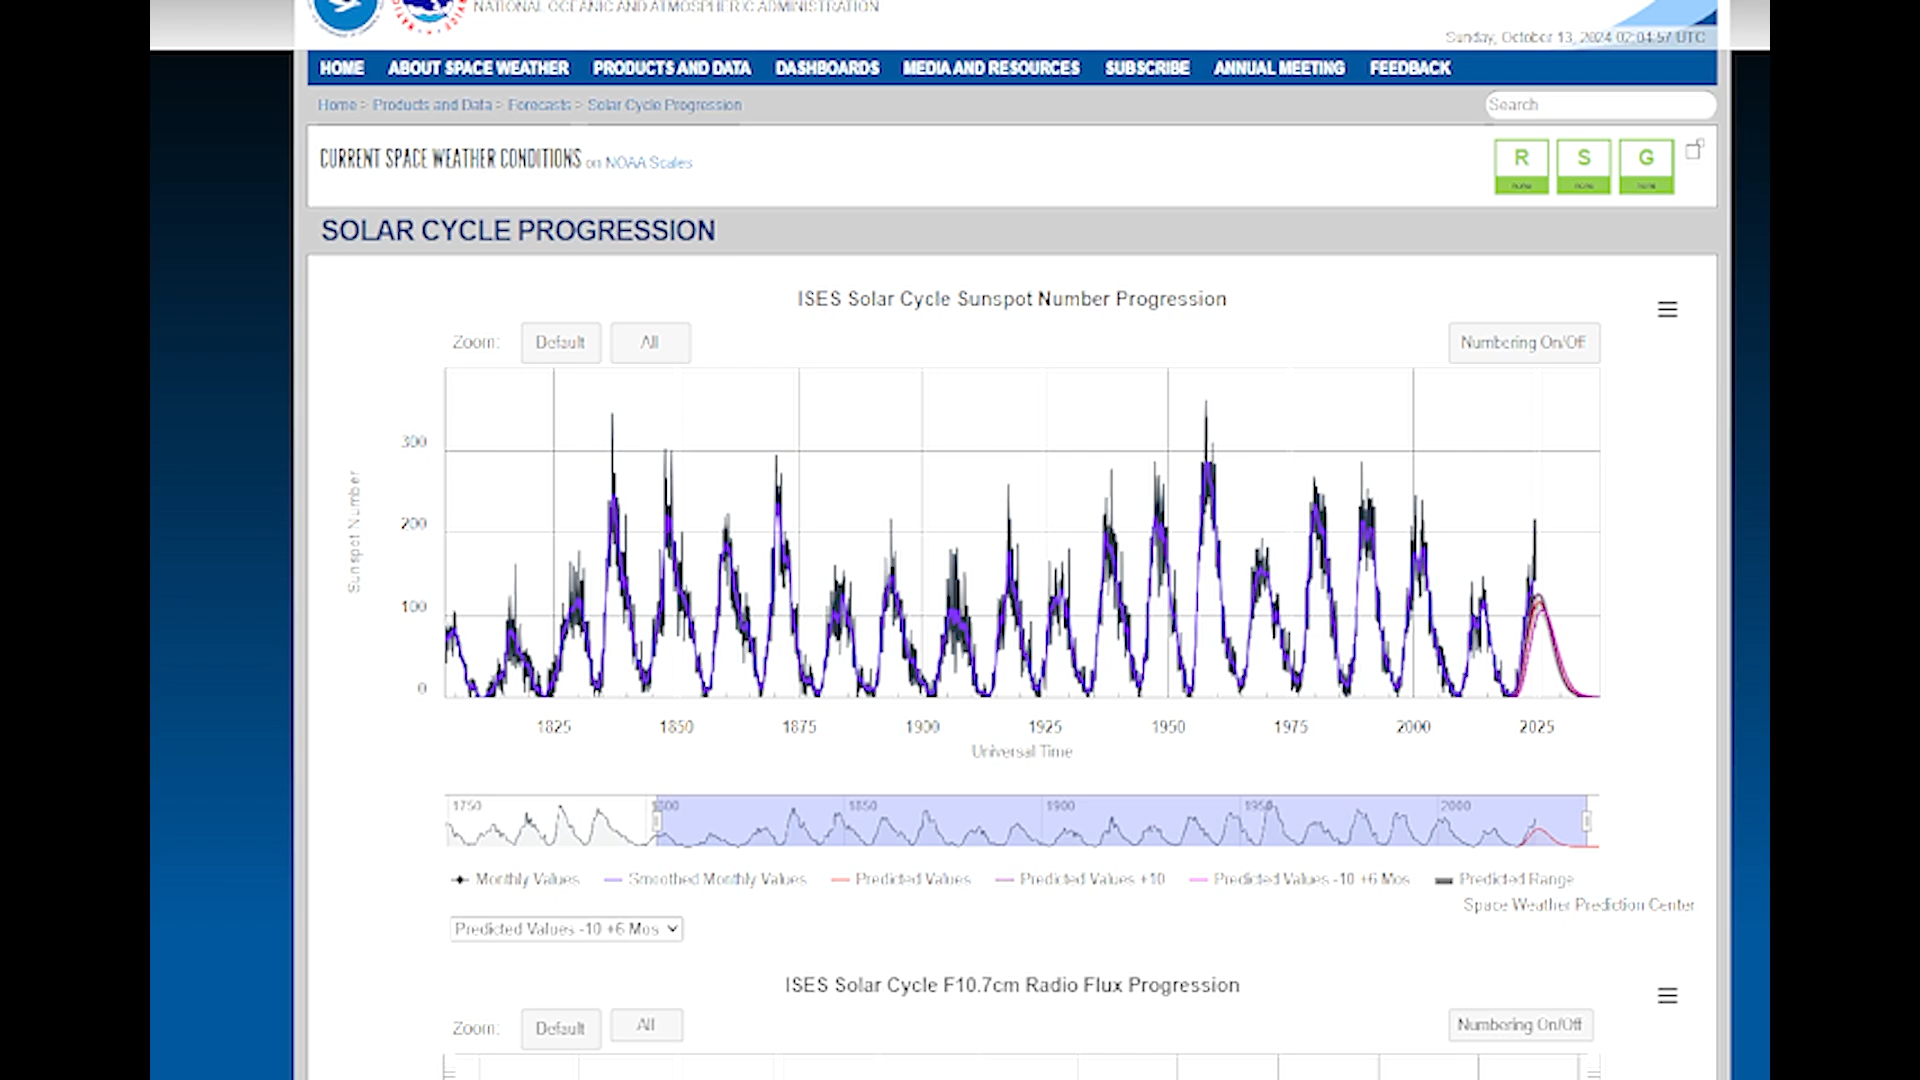 NATIONAL OCEANIC AND ATMOSPHERIC ADMINISTRATION
Sunday, October 13, 2024 02:04:57 UTC
HOME ABOUT SPACE WEATHER PRODUCTS AND DATA DASHBOARDS MEDIA AND RESOURCES SUBSCRIBE ANNUAL MEETING FEEDBACK
Home > Products and Data > Forecasts > Solar Cycle Progression
Search
CURRENT SPACE WEATHER CONDITIONS on NOAA Scales
R S G
none none none
SOLAR CYCLE PROGRESSION
ISES Solar Cycle Sunspot Number Progression
Zoom: Default All Numbering On/Off
300
200
100
0
Sunspot Number
1825 1850 1875 1900 1925 1950 1975 2000 2025
Universal Time
1750 1800 1850 1900 1950 2000
Monthly Values Smoothed Monthly Values Predicted Values Predicted Values +10 Predicted Values -10 +6 Mos Predicted Range
Space Weather Prediction Center
Predicted Values -10 +6 Mos
ISES Solar Cycle F10.7cm Radio Flux Progression
Zoom: Default All Numbering On/Off